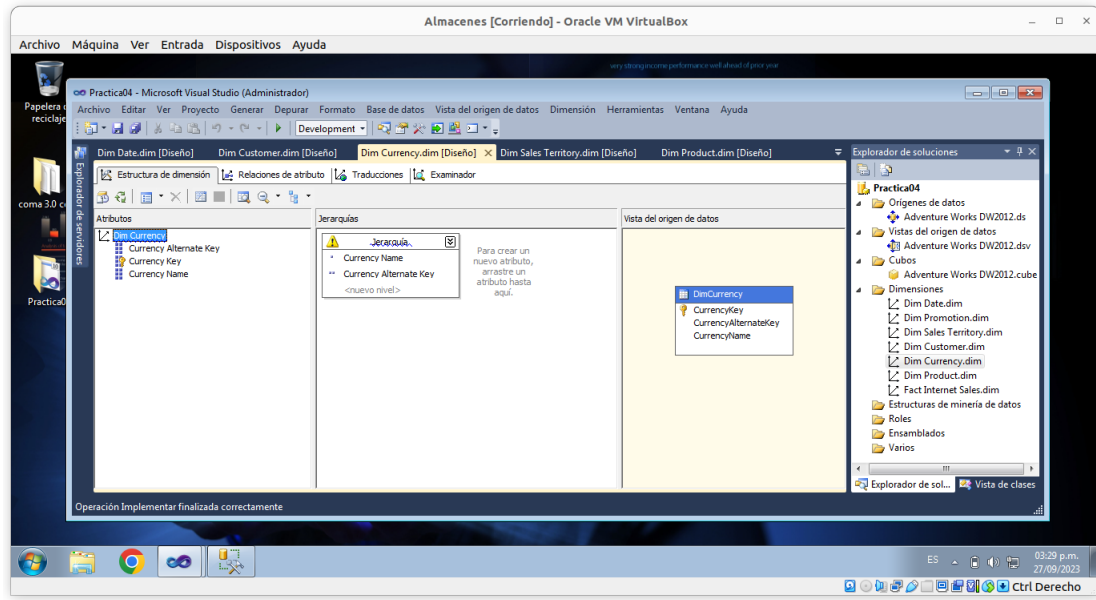 Almacenes [Corriendo] - Oracle VM VirtualBox
Archivo Máquina Ver Entrada Dispositivos Ayuda
very strong income performance well ahead of prior year
Papelera
reciclaje
coma 3.0
Practica0
Practica04 - Microsoft Visual Studio (Administrador)
Archivo Editar Ver Proyecto Generar Depurar Formato Base de datos Vista del origen de datos Dimensión Herramientas Ventana Ayuda
Development
Explorador de servidores
Dim Date.dim [Diseño] Dim Customer.dim [Diseño] Dim Currency.dim [Diseño] Dim Sales Territory.dim [Diseño] Dim Product.dim [Diseño]
Estructura de dimensión Relaciones de atributo Traducciones Examinador
Atributos
Dim Currency
Currency Alternate Key
Currency Key
Currency Name
Jerarquías
Jerarquía
Currency Name
Currency Alternate Key
<nuevo nivel>
Para crear un
nuevo atributo,
arrastre un
atributo hasta
aquí.
Vista del origen de datos
DimCurrency
CurrencyKey
CurrencyAlternateKey
CurrencyName
Explorador de soluciones
Practica04
Orígenes de datos
Adventure Works DW2012.ds
Vistas del origen de datos
Adventure Works DW2012.dsv
Cubos
Adventure Works DW2012.cube
Dimensiones
Dim Date.dim
Dim Promotion.dim
Dim Sales Territory.dim
Dim Customer.dim
Dim Currency.dim
Dim Product.dim
Fact Internet Sales.dim
Estructuras de minería de datos
Roles
Ensamblados
Varios
Explorador de sol... Vista de clases
Operación Implementar finalizada correctamente
ES
03:29 p.m.
27/09/2023
Ctrl Derecho